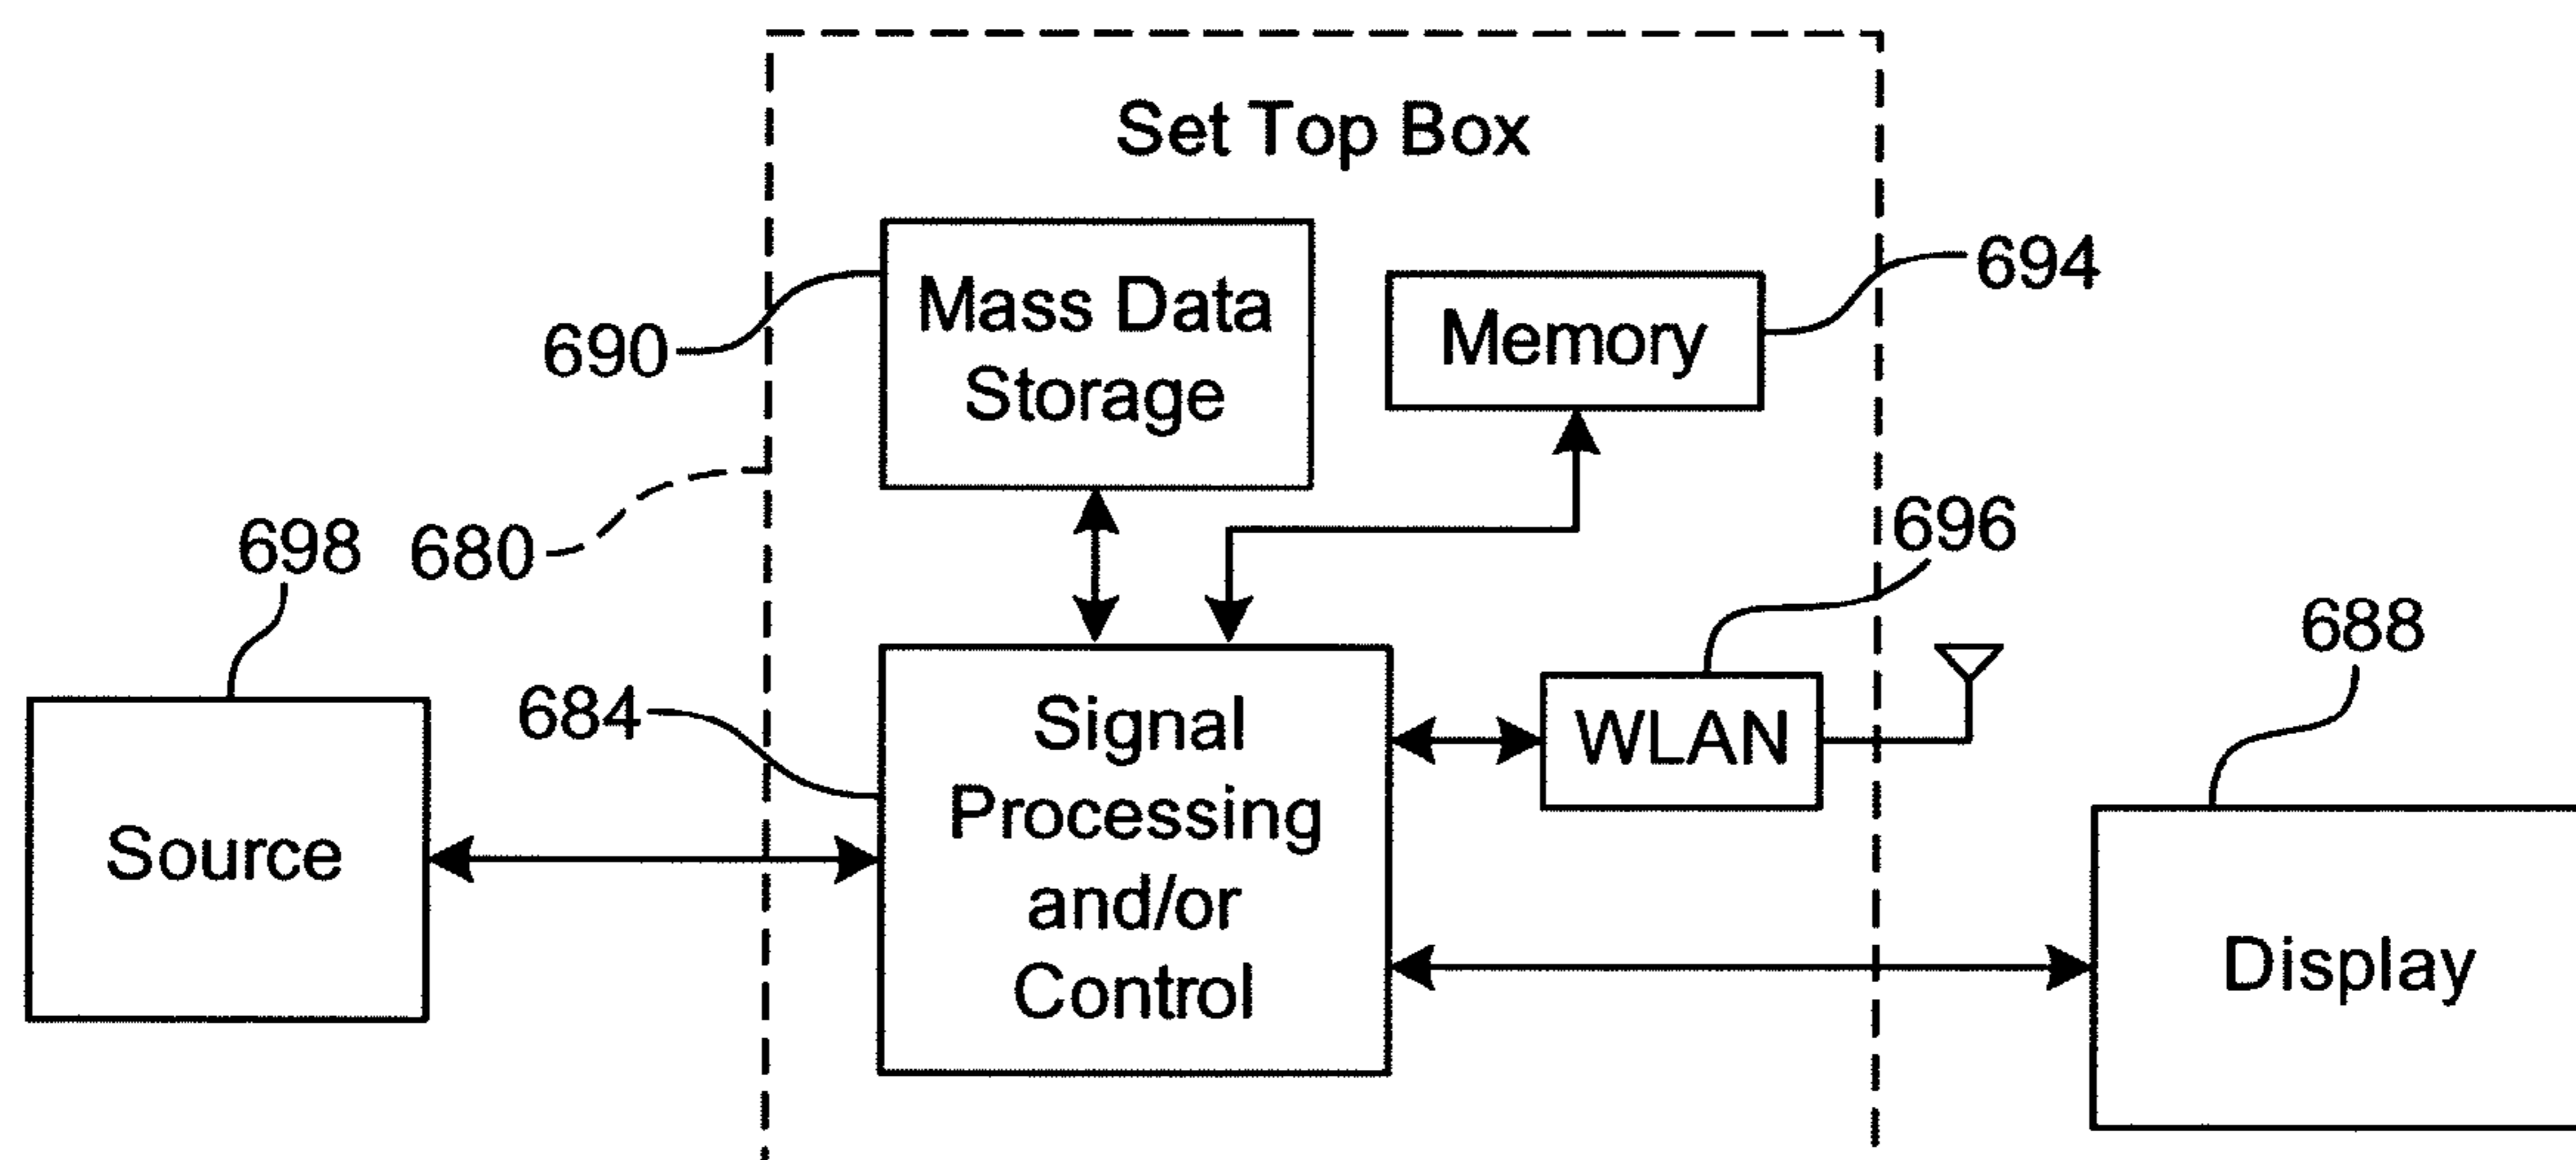 Set Top Box
690
Mass Data
Storage
Memory
694
698
680
696
684
688
Source
Signal
Processing
and/or
Control
WLAN
Display